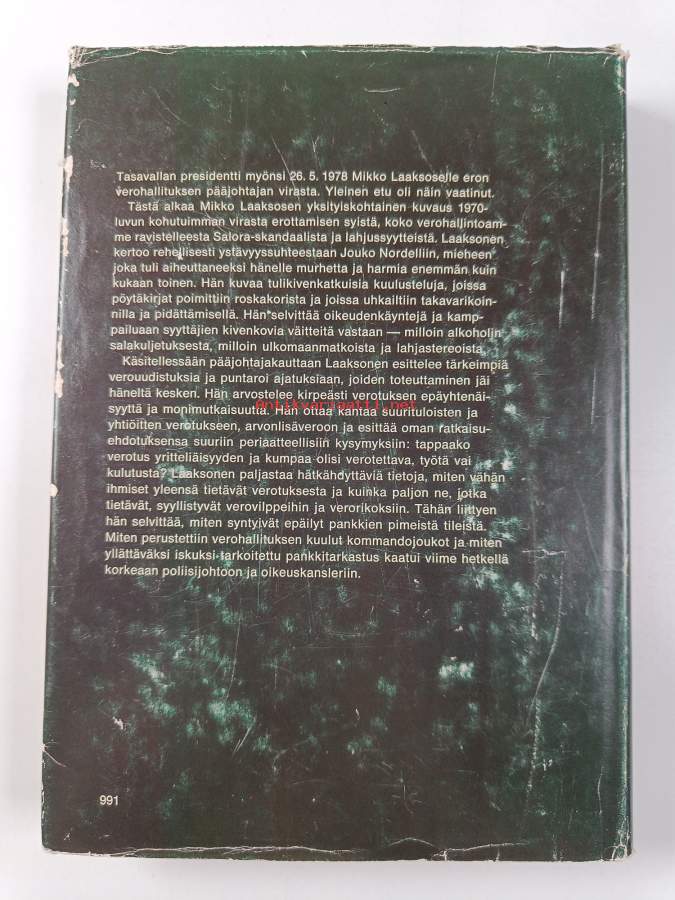 Tasavallan presidentti myönsi 26. 5. 1978 Mikko Laaksoselle eron
verohallituksen pääjohtajan virasta. Yleinen etu oli näin vaatinut.
Tästä alkaa Mikko Laaksosen yksityiskohtainen kuvaus 1970-
luvun kohutuimman virasta erottamisen syistä, koko verohallintoam-
me ravistelleesta Salora-skandaalista ja lahjussyytteistä. Laaksonen
kertoo rehellisesti ystävyyssuhteestaan Jouko Nordelliin, mieheen
joka tuli aiheuttaneeksi hänelle murhetta ja harmia enemmän kuin
kukaan toinen. Hän kuvaa tulikivenkatkuisia kuulusteluja, joissa
pöytäkirjat poimittiin roskakorista ja joissa uhkailtiin takavarikoin-
nilla ja pidättämisellä. Hän selvittää oikeudenkäyntejä ja kamp-
pailuaan syyttäjien kivenkovia väitteitä vastaan — milloin alkoholin
salakuljetuksesta, milloin ulkomaanmatkoista ja lahjastereoista.
Käsitellessään pääjohtajakauttaan Laaksonen esittelee tärkeimpiä
verouudistuksia ja puntaroi ajatuksiaan, joiden toteuttaminen jäi
häneltä kesken. Hän arvostelee kirpeästi verotuksen epäyhtenäi-
syyttä ja monimutkaisuutta. Hän ottaa kantaa suurituloisten ja
yhtiöitten verotukseen, arvonlisäveroon ja esittää oman ratkaisu-
ehdotuksensa suuriin periaatteellisiin kysymyksiin: tappaako
verotus yritteliäisyyden ja kumpaa olisi verotettava, työtä vai
kulutusta? Laaksonen paljastaa hätkähdyttäviä tietoja, miten vähän
ihmiset yleensä tietävät verotuksesta ja kuinka paljon ne, jotka
tietävät, syyllistyvät verovilppeihin ja verorikoksiin. Tähän liittyen
hän selvittää, miten syntyivät epäilyt pankkien pimeistä tileistä.
Miten perustettiin verohallituksen kuulut kommandojoukot ja miten
yllättäväksi iskuksi tarkoitettu pankkitarkastus kaatui viime hetkellä
korkeaan poliisijohtoon ja oikeuskansleriin.
antikvariaatti.net
991